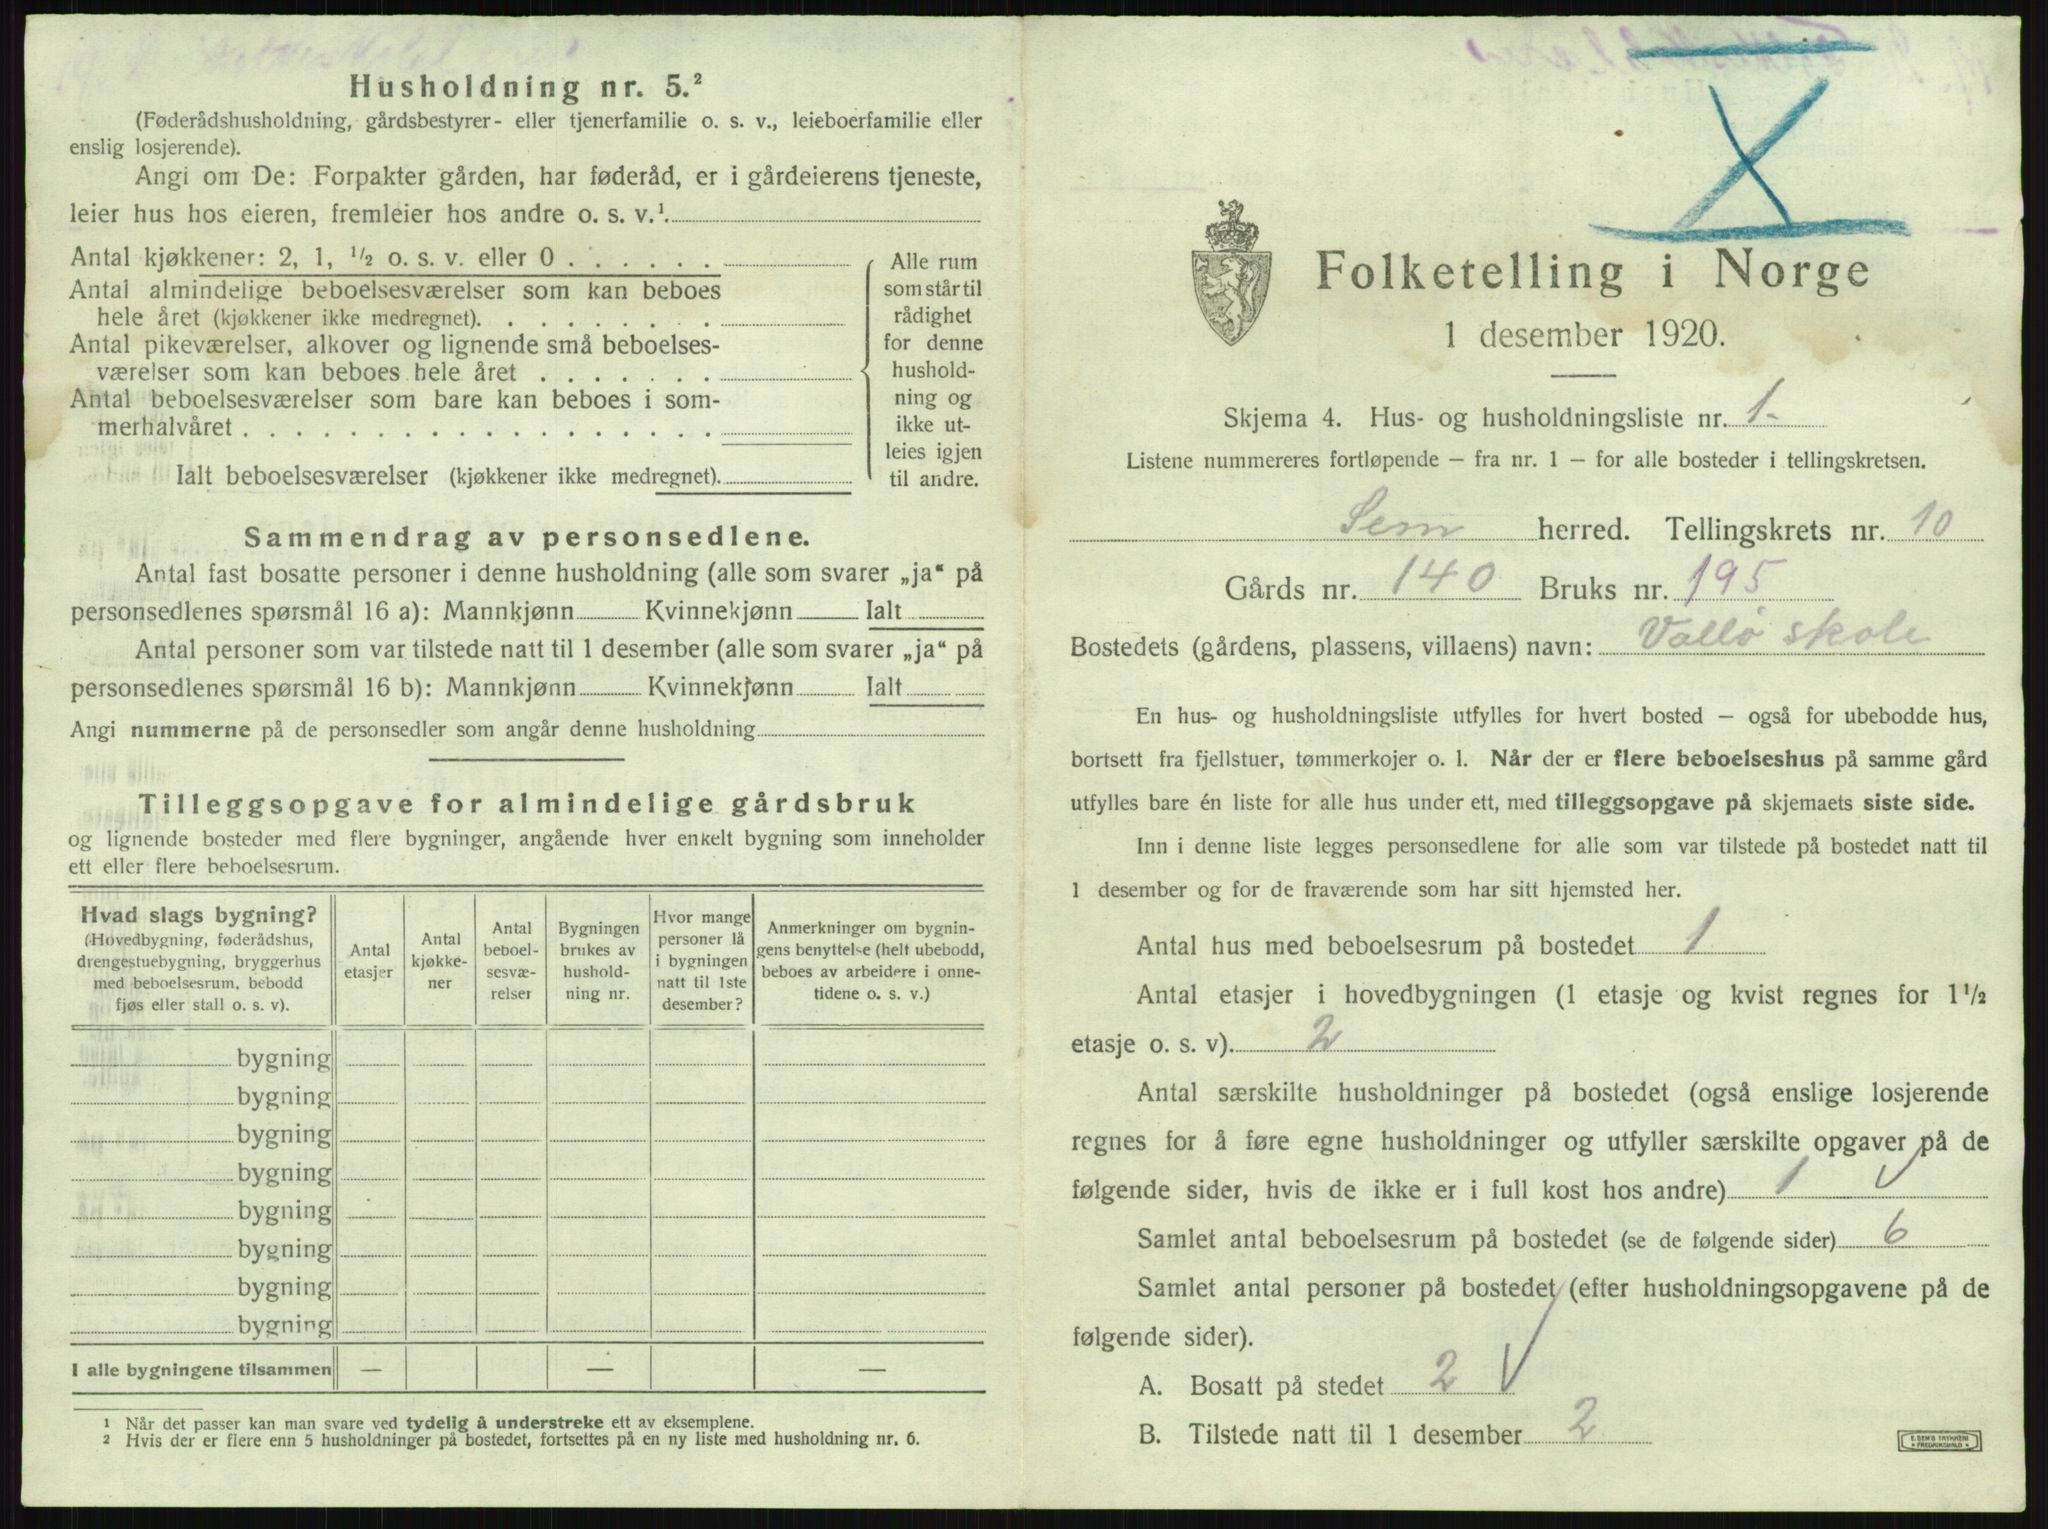 Husholdning nr. 5.²
(Føderådshusholdning, gårdsbestyrer- eller tjenerfamilie o. s. v., leieboerfamilie eller
enslig losjerende).
Angi om De: Forpakter gården, har føderåd, er i gårdeierens tjeneste,
leier hus hos eieren, fremleier hos andre o. s. v.¹.
Antal kjøkkener: 2, 1, ¹/₂ o. s. v. eller 0 . . . . . .
Antal almindelige beboelsesværelser som kan beboes
hele året (kjøkkener ikke medregnet). . . . . . . . .
Antal pikeværelser, alkover og lignende små beboelses-
værelser som kan beboes hele året . . . . . . .
Antal beboelsesværelser som bare kan beboes i som-
merhalvåret . . . . . . . . . . . . . . . . . .
Ialt beboelsesværelser (kjøkkener ikke medregnet).
Alle rum
som står til
rådighet
for denne
hushold-
ning og
ikke ut-
leies igjen
til andre.
Sammendrag av personsedlene.
Antal fast bosatte personer i denne husholdning (alle som svarer „ja“ på
personsedlenes spørsmål 16 a): Mannkjønn Kvinnekjønn Ialt
Antal personer som var tilstede natt til 1 desember (alle som svarer „ja“ på
personsedlenes spørsmål 16 b): Mannkjønn Kvinnekjønn Ialt
Angi nummerne på de personsedler som angår denne husholdning
Tilleggsopgave for almindelige gårdsbruk
og lignende bosteder med flere bygninger, angående hver enkelt bygning som inneholder
ett eller flere beboelsesrum.
Hvad slags bygning?
(Hovedbygning, føderådshus,
drengestuebygning, bryggerhus
med beboelsesrum, bebodd
fjøs eller stall o. s. v).
Antal
etasjer
Antal
kjøkke-
ner
Antal
beboel-
sesvæ-
relser
Bygningen
brukes av
hushold-
ning nr.
Hvor mange
personer lå
i bygningen
natt til 1ste
desember?
Anmerkninger om bygnin-
gens benyttelse (helt ubebodd,
beboes av arbeidere i onne-
tidene o. s. v.)
bygning
bygning
bygning
bygning
bygning
bygning
bygning
bygning
I alle bygningene tilsammen — — —
¹ Når det passer kan man svare ved tydelig å understreke ett av eksemplene.
² Hvis der er flere enn 5 husholdninger på bostedet, fortsettes på en ny liste med husholdning nr. 6.
Folketelling i Norge
1 desember 1920.
Skjema 4. Hus- og husholdningsliste nr. 1-
Listene nummereres fortløpende – fra nr. 1 – for alle bosteder i tellingskretsen.
Sem herred. Tellingskrets nr. 10
Gårds nr. 140 Bruks nr. 195
Bostedets (gårdens, plassens, villaens) navn: Vallø skole
En hus- og husholdningsliste utfylles for hvert bosted – også for ubebodde hus,
bortsett fra fjellstuer, tømmerkojer o. l. Når der er flere beboelseshus på samme gård
utfylles bare én liste for alle hus under ett, med tilleggsopgave på skjemaets siste side.
Inn i denne liste legges personsedlene for alle som var tilstede på bostedet natt til
1 desember og for de fraværende som har sitt hjemsted her.
Antal hus med beboelsesrum på bostedet 1
Antal etasjer i hovedbygningen (1 etasje og kvist regnes for 1¹/₂
etasje o. s. v). 2
Antal særskilte husholdninger på bostedet (også enslige losjerende
regnes for å føre egne husholdninger og utfyller særskilte opgaver på de
følgende sider, hvis de ikke er i full kost hos andre) 1
Samlet antal beboelsesrum på bostedet (se de følgende sider) 6
Samlet antal personer på bostedet (efter husholdningsopgavene på de
følgende sider).
A. Bosatt på stedet 2
B. Tilstede natt til 1 desember 2
E. SEM'S TRYKKERI
FREDRIKSHALD